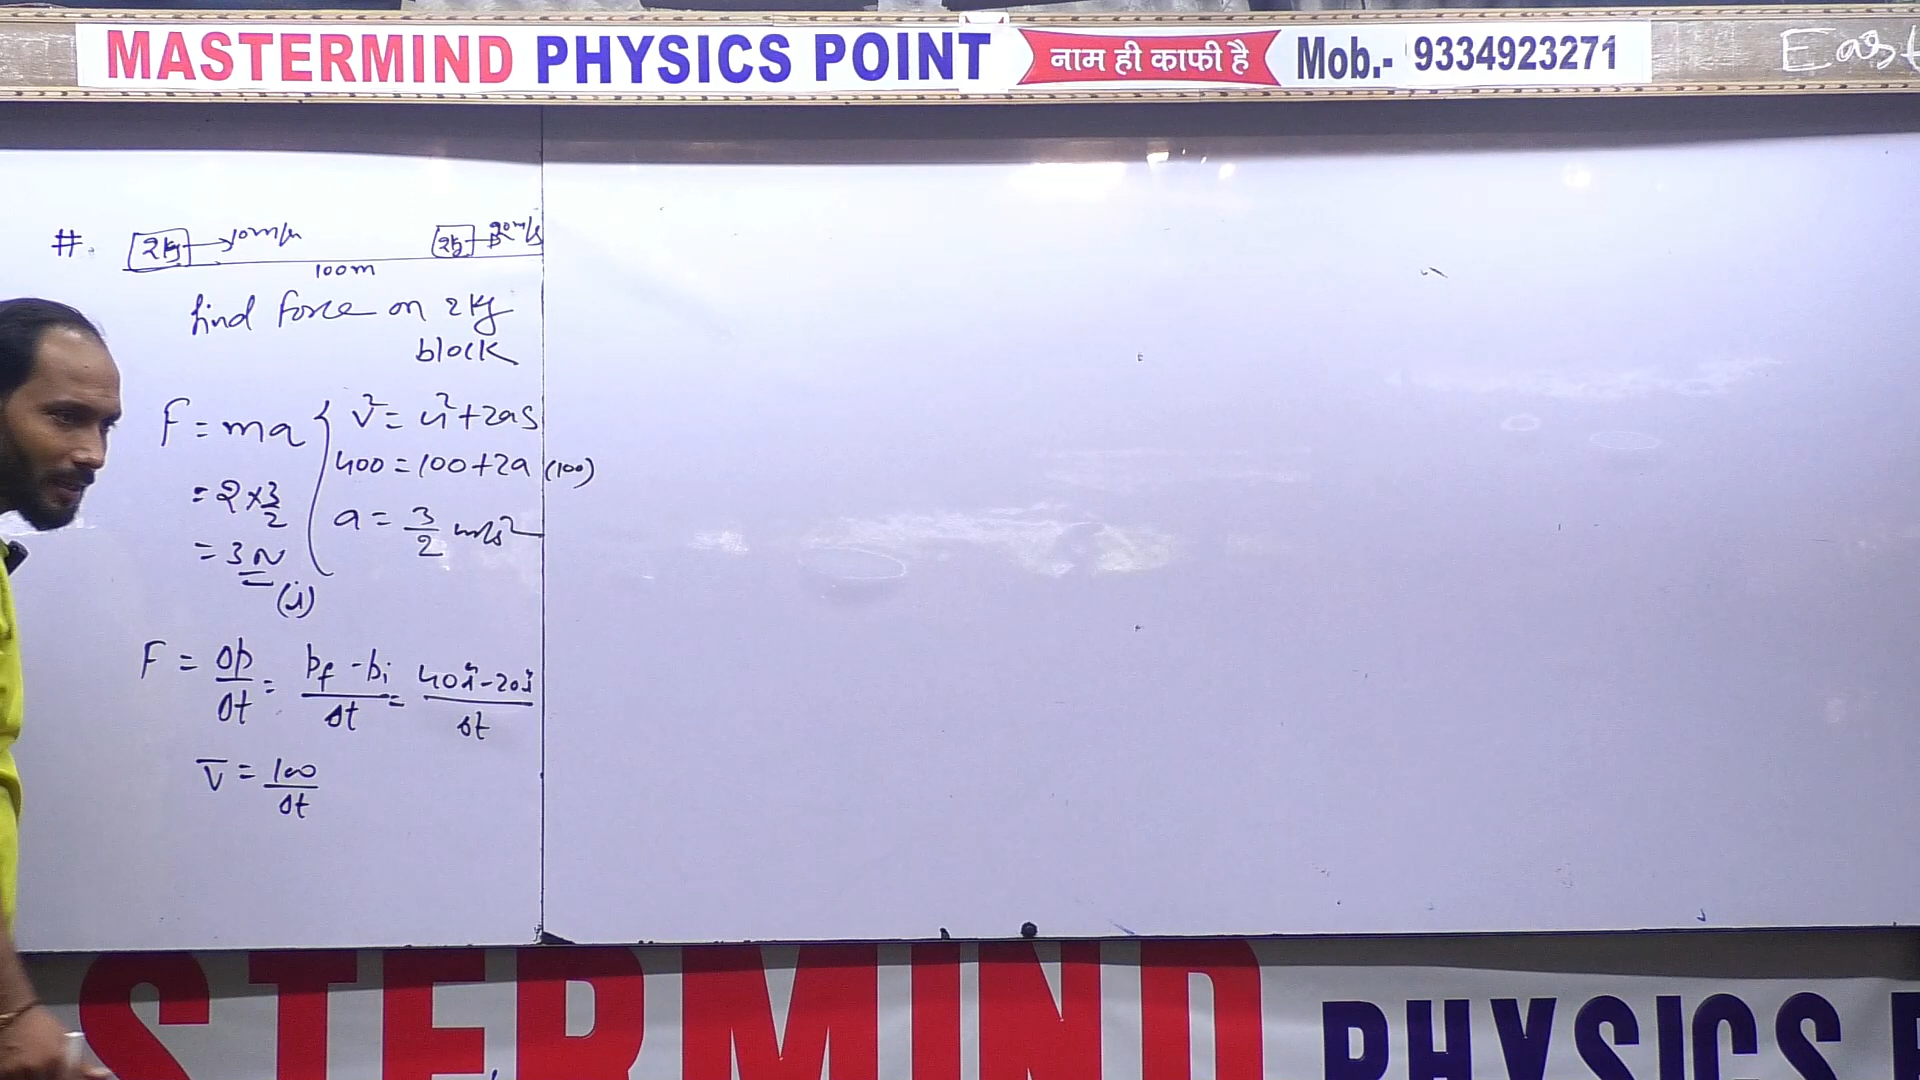 MASTERMIND PHYSICS POINT नाम ही काफी है Mob.- 9334923271
East
#. 2kg → 10m/s 2kg → 20m/s
100m
find force on 2kg
block
F = ma { v² = u² + 2as
400 = 100 + 2a (100)
= 2 × 3/2
a = 3/2 m/s²
= 3N
(i)
F = Δp/Δt = pf - pi/Δt = 40î - 20î/Δt
V̅ = 100/Δt
STERMIND PHYSICS P